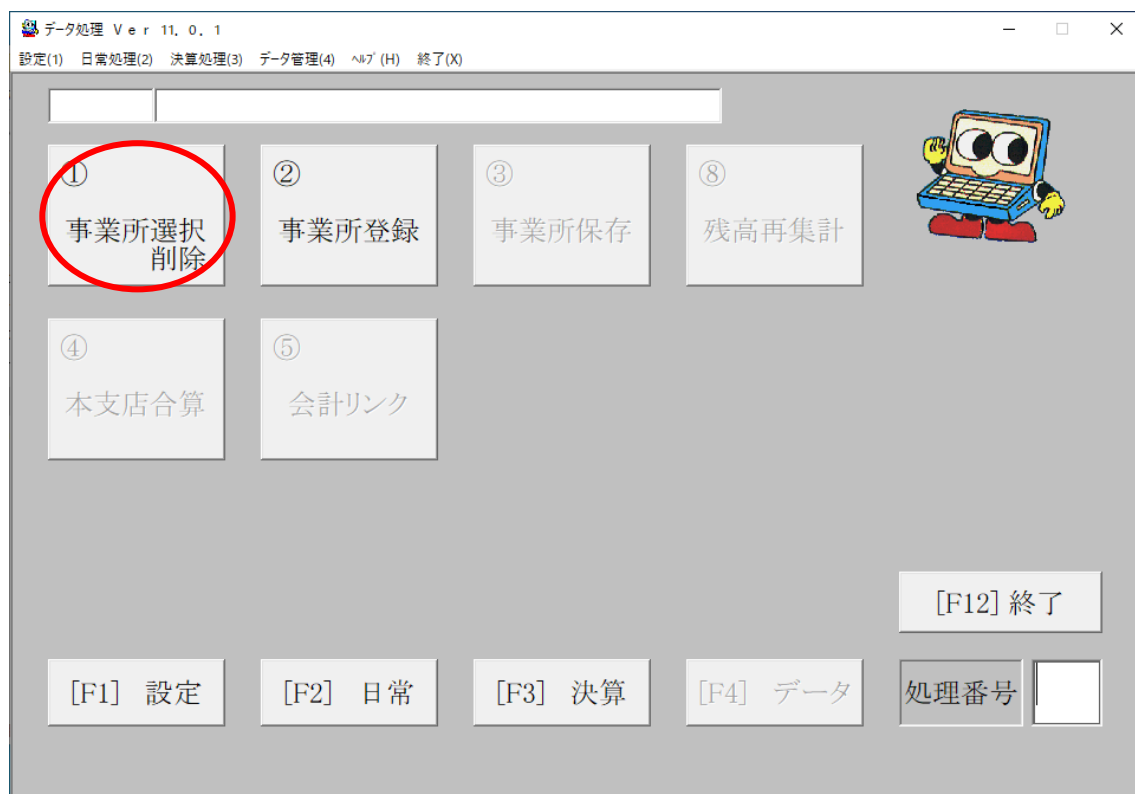 データ処理 Ｖｅｒ 11．0．1
設定(1) 日常処理(2) 決算処理(3) データ管理(4) ﾍﾙﾌﾟ(H) 終了(X)
①
事業所選択
削除
②
事業所登録
③
事業所保存
⑧
残高再集計
④
本支店合算
⑤
会計リンク
[F12] 終了
[F1] 設定
[F2] 日常
[F3] 決算
[F4] データ
処理番号